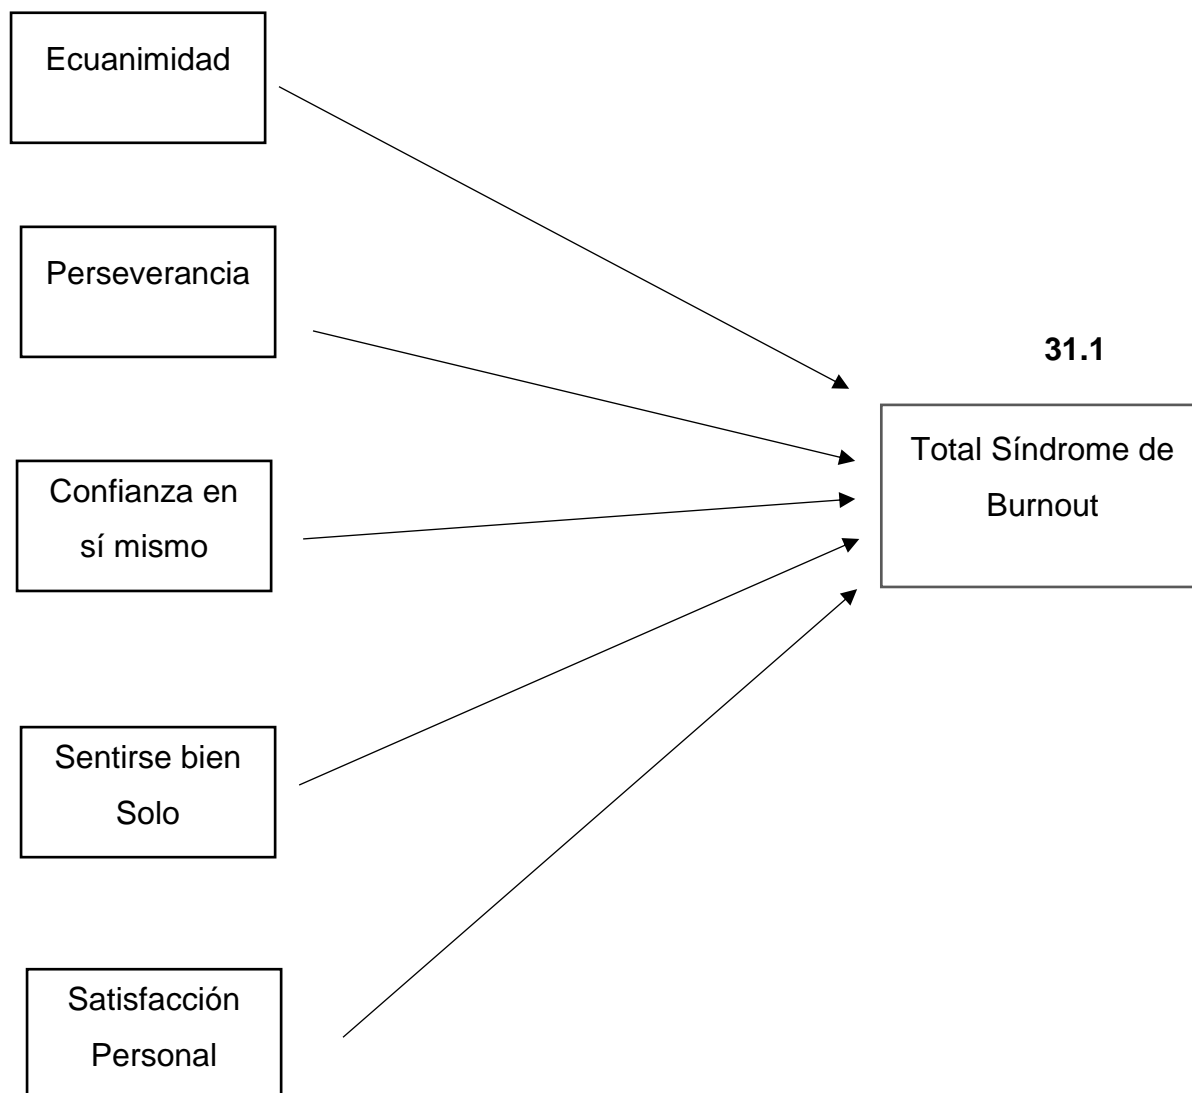 Ecuanimidad
Perseverancia
31.1
Confianza en
sí mismo
Total Síndrome de
Burnout
Sentirse bien
Solo
Satisfacción
Personal